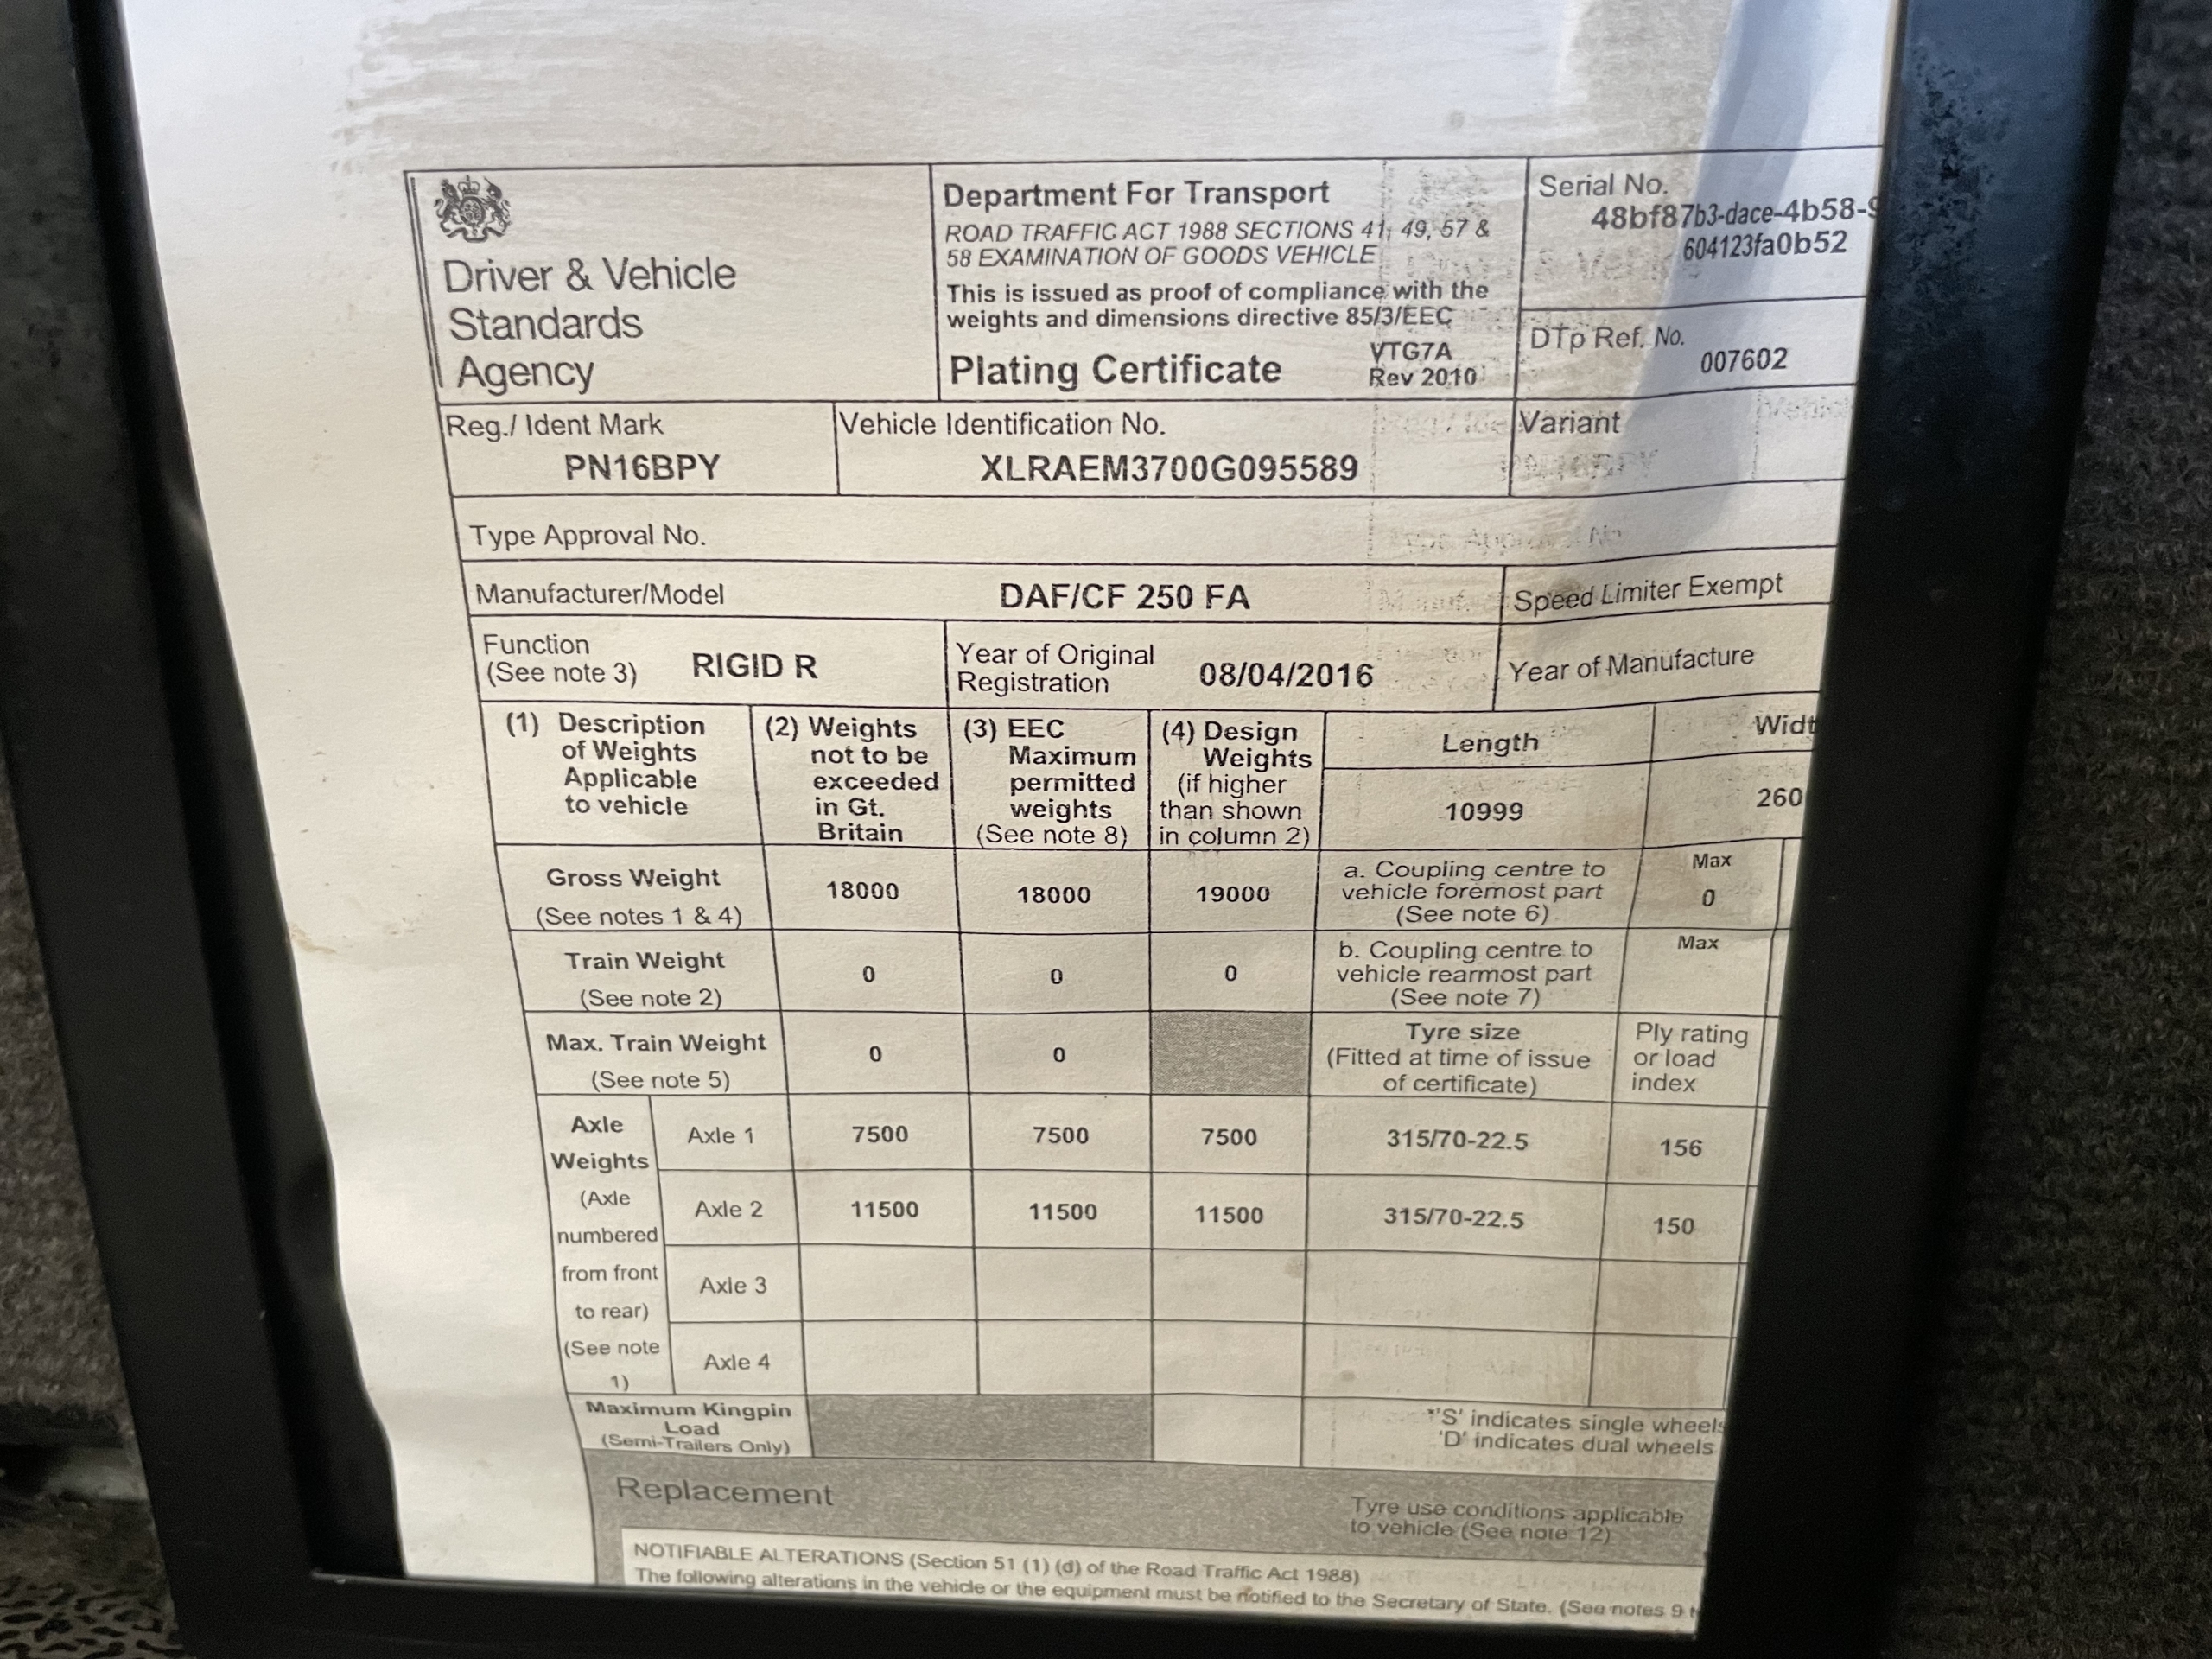 Driver & Vehicle
Standards
Agency
Department For Transport
ROAD TRAFFIC ACT 1988 SECTIONS 41, 49, 57 &
58 EXAMINATION OF GOODS VEHICLE
This is issued as proof of compliance with the
weights and dimensions directive 85/3/EEC
Plating Certificate
VTG7A
Rev 2010
Serial No.
48bf87b3-dace-4b58-9
604123fa0b52
DTp Ref. No.
007602
Reg./ Ident Mark
PN16BPY
Vehicle Identification No.
XLRAEM3700G095589
Variant
Type Approval No.
Manufacturer/Model
DAF/CF 250 FA
Speed Limiter Exempt
Function
(See note 3)
RIGID R
Year of Original
Registration
08/04/2016
Year of Manufacture
(1) Description
of Weights
Applicable
to vehicle
(2) Weights
not to be
exceeded
in Gt.
Britain
(3) EEC
Maximum
permitted
weights
(See note 8)
(4) Design
Weights
(if higher
than shown
in column 2)
Length
10999
Widt
260
Gross Weight
(See notes 1 & 4)
18000
18000
19000
a. Coupling centre to
vehicle foremost part
(See note 6)
Max
0
Train Weight
(See note 2)
0
0
0
b. Coupling centre to
vehicle rearmost part
(See note 7)
Max
Max. Train Weight
(See note 5)
0
0
Tyre size
(Fitted at time of issue
of certificate)
Ply rating
or load
index
Axle
Weights
(Axle
numbered
from front
to rear)
(See note
1)
Axle 1
7500
7500
7500
315/70-22.5
156
Axle 2
11500
11500
11500
315/70-22.5
150
Axle 3
Axle 4
Maximum Kingpin
Load
(Semi-Trailers Only)
*'S' indicates single wheels
'D' indicates dual wheels
Replacement
Tyre use conditions applicable
to vehicle (See note 12)
NOTIFIABLE ALTERATIONS (Section 51 (1) (d) of the Road Traffic Act 1988)
The following alterations in the vehicle or the equipment must be notified to the Secretary of State. (See notes 9